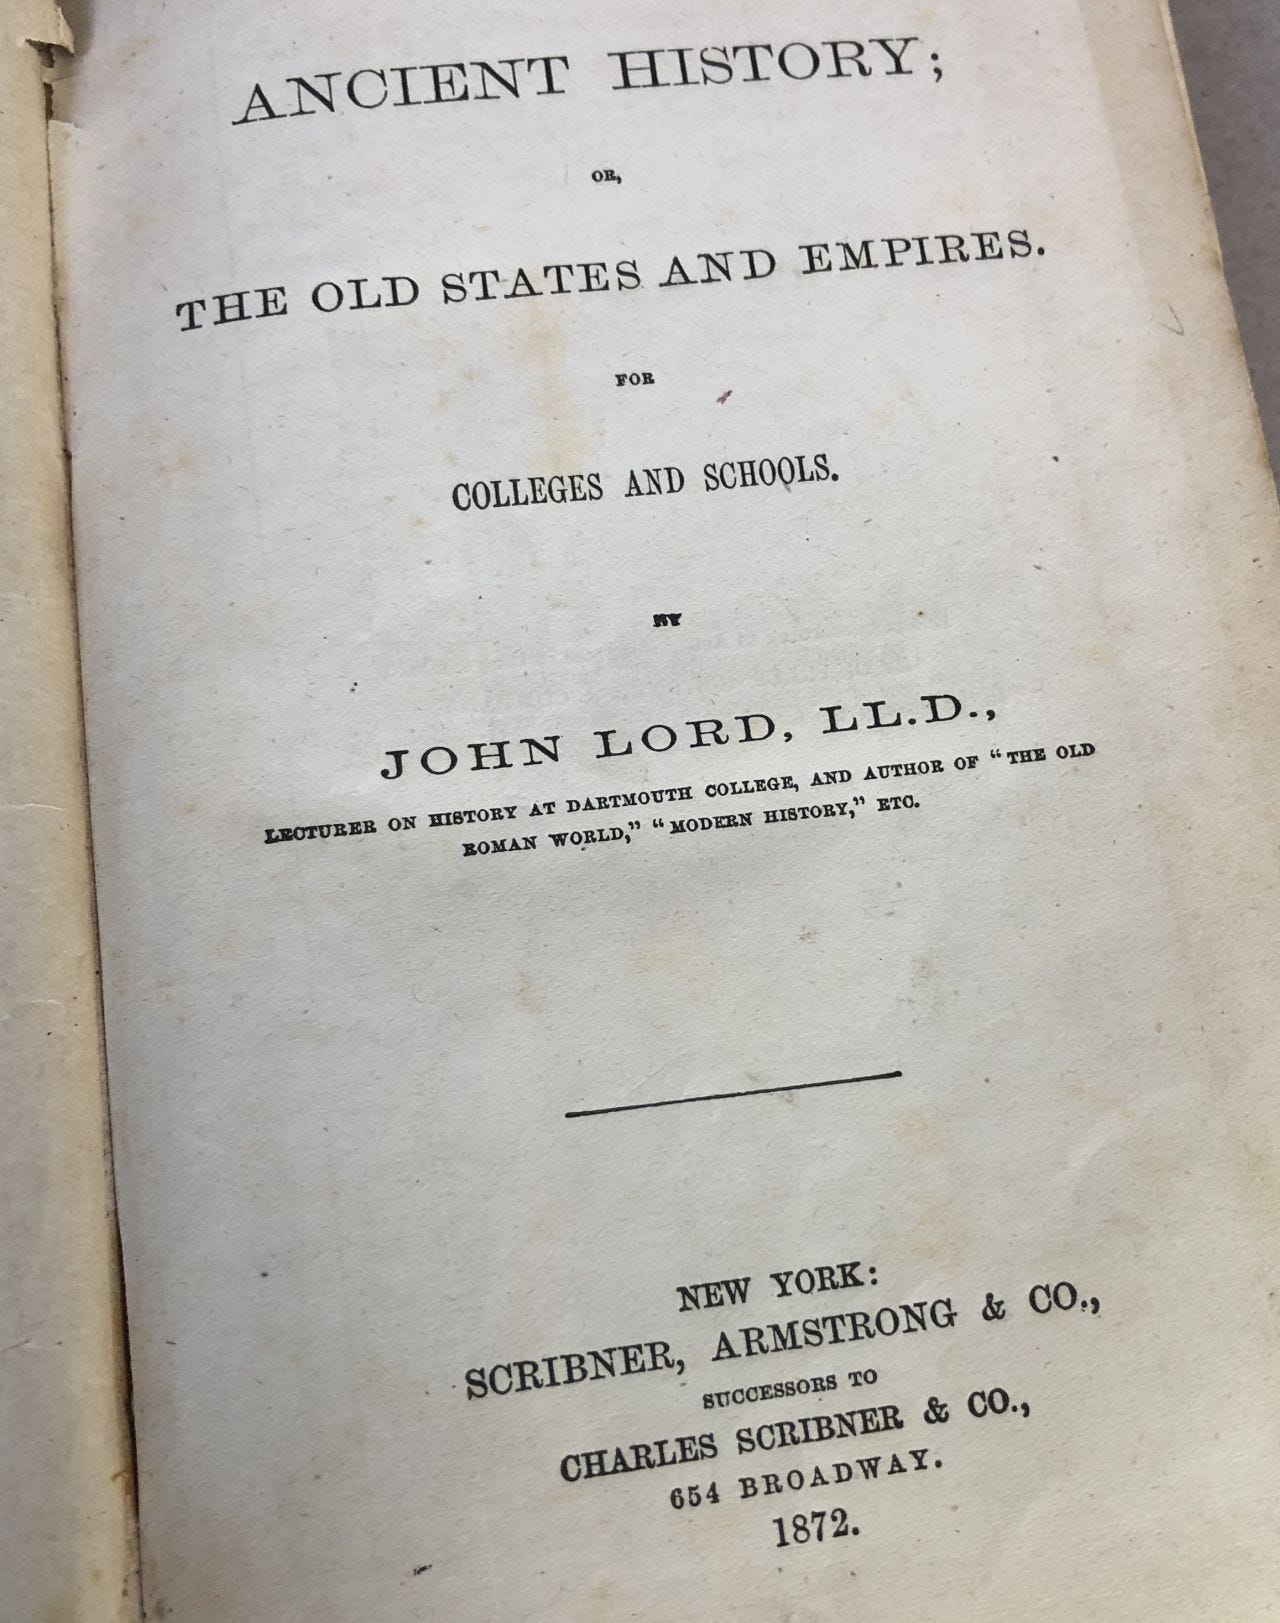 ANCIENT HISTORY;
OR,
THE OLD STATES AND EMPIRES.
FOR
COLLEGES AND SCHOOLS.
BY
JOHN LORD, LL.D.,
LECTURER ON HISTORY AT DARTMOUTH COLLEGE, AND AUTHOR OF “THE OLD
ROMAN WORLD,” “MODERN HISTORY,” ETC.
NEW YORK:
SCRIBNER, ARMSTRONG & CO.,
SUCCESSORS TO
CHARLES SCRIBNER & CO.,
654 BROADWAY.
1872.